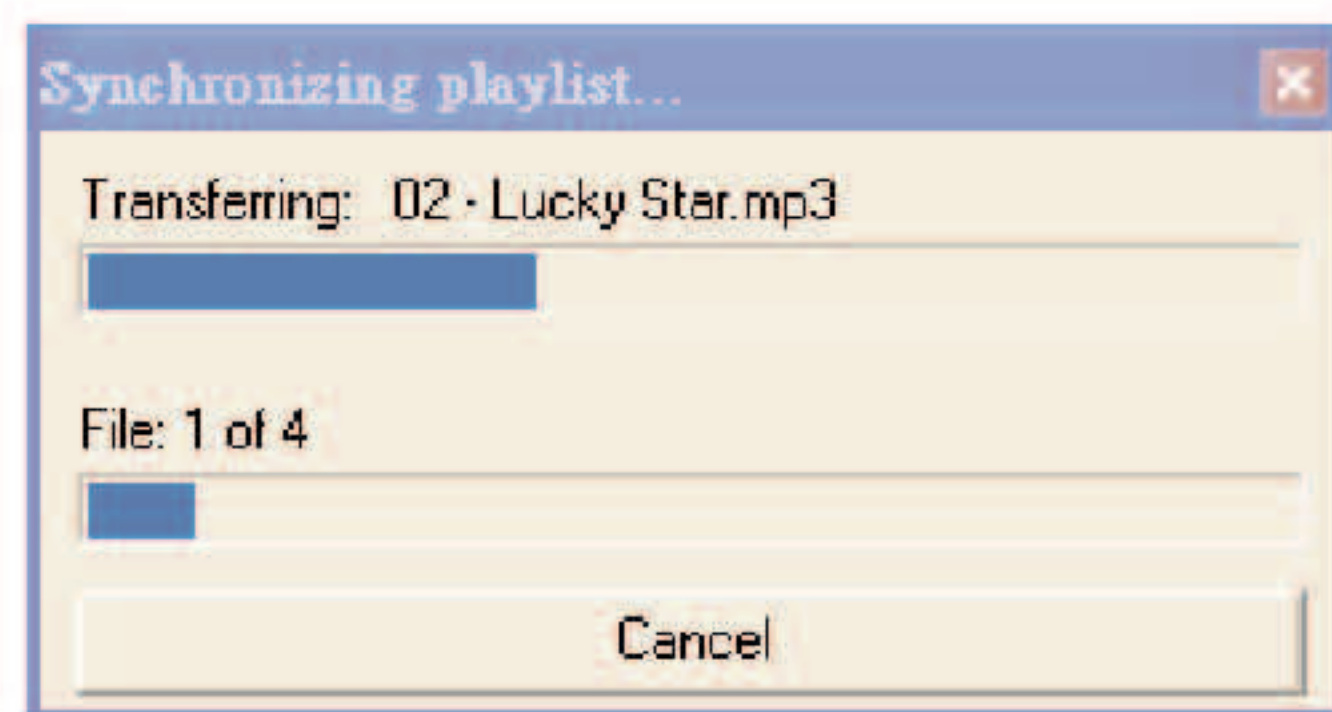 Synchronizing playlist...
Transferring: 02 - Lucky Star.mp3
File: 1 of 4
Cancel